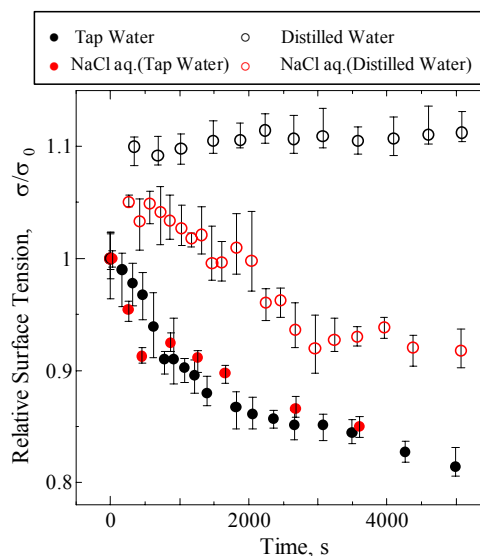 Tap Water
Distilled Water
NaCl aq.(Tap Water)
NaCl aq.(Distilled Water)
1.1
1
0.9
0.8
Relative Surface Tension, σ/σ0
0
2000
4000
Time, s